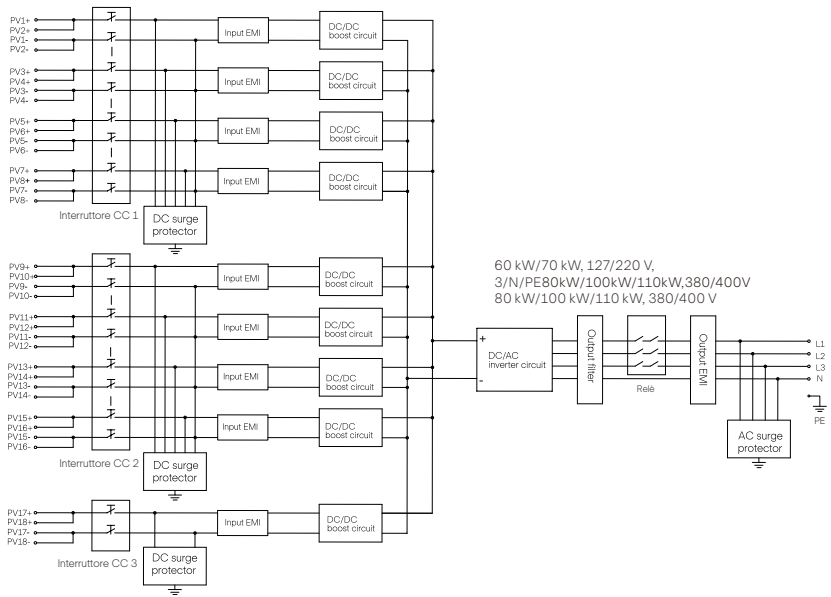 PV1+
PV2+
PV1-
PV2-
Input EMI
DC/DC
boost circuit
PV3+
PV4+
PV3-
PV4-
Input EMI
DC/DC
boost circuit
PV5+
PV6+
PV5-
PV6-
Input EMI
DC/DC
boost circuit
PV7+
PV8+
PV7-
PV8-
Input EMI
DC/DC
boost circuit
Interruttore CC 1
DC surge
protector
PV9+
PV10+
PV9-
PV10-
Input EMI
DC/DC
boost circuit
PV11+
PV12+
PV11-
PV12-
Input EMI
DC/DC
boost circuit
PV13+
PV14+
PV13-
PV14-
Input EMI
DC/DC
boost circuit
PV15+
PV16+
PV15-
PV16-
Input EMI
DC/DC
boost circuit
Interruttore CC 2
DC surge
protector
PV17+
PV18+
PV17-
PV18-
Input EMI
DC/DC
boost circuit
Interruttore CC 3
DC surge
protector
60 kW/70 kW, 127/220 V,
3/N/PE80kW/100kW/110kW,380/400V
80 kW/100 kW/110 kW, 380/400 V
+
DC/AC
inverter circuit
-
Output filter
Relè
Output EMI
L1
L2
L3
N
PE
AC surge
protector